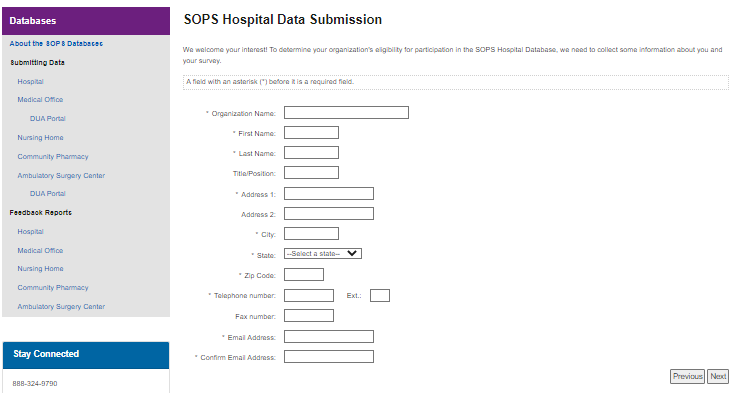 Databases
About the SOPS Databases
Submitting Data
Hospital
Medical Office
DUA Portal
Nursing Home
Community Pharmacy
Ambulatory Surgery Center
DUA Portal
Feedback Reports
Hospital
Medical Office
Nursing Home
Community Pharmacy
Ambulatory Surgery Center
Stay Connected
888-324-9790
SOPS Hospital Data Submission
We welcome your interest! To determine your organization's eligibility for participation in the SOPS Hospital Database, we need to collect some information about you and
your survey.
A field with an asterisk (*) before it is a required field.
* Organization Name:
* First Name:
* Last Name:
Title/Position:
* Address 1:
Address 2:
* City:
* State: --Select a state--
* Zip Code:
* Telephone number: Ext.:
Fax number:
* Email Address:
* Confirm Email Address:
Previous Next